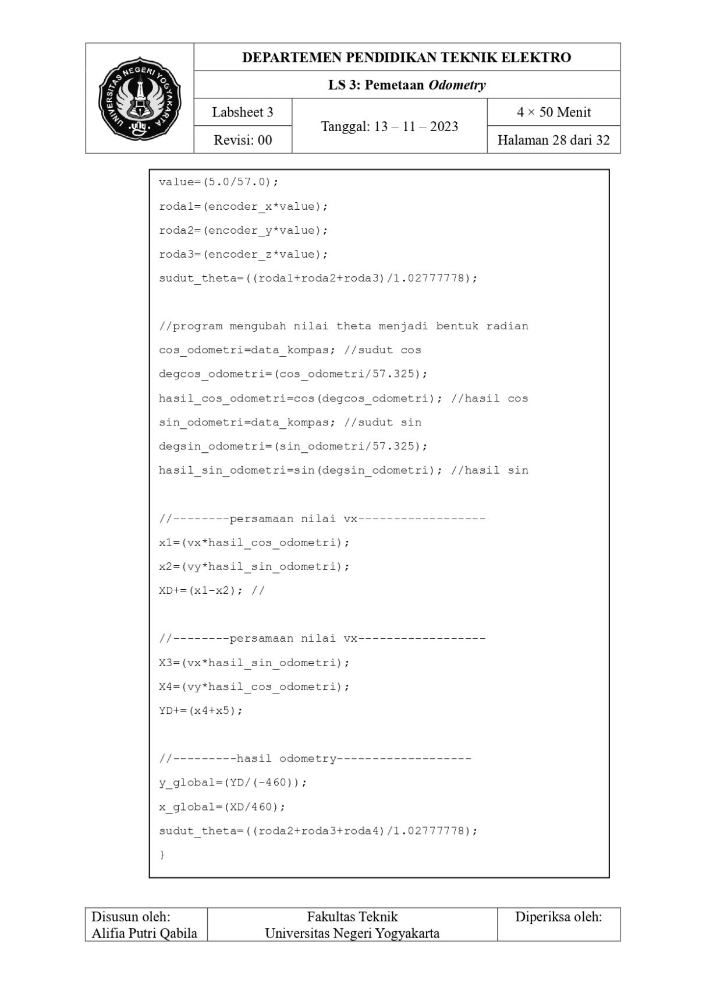 UNIVERSITAS NEGERI YOGYAKARTA
uny
DEPARTEMEN PENDIDIKAN TEKNIK ELEKTRO
LS 3: Pemetaan Odometry
Labsheet 3
Tanggal: 13 – 11 – 2023
4 × 50 Menit
Revisi: 00
Halaman 28 dari 32
value=(5.0/57.0);
roda1=(encoder_x*value);
roda2=(encoder_y*value);
roda3=(encoder_z*value);
sudut_theta=((roda1+roda2+roda3)/1.02777778);
//program mengubah nilai theta menjadi bentuk radian
cos_odometri=data_kompas; //sudut cos
degcos_odometri=(cos_odometri/57.325);
hasil_cos_odometri=cos(degcos_odometri); //hasil cos
sin_odometri=data_kompas; //sudut sin
degsin_odometri=(sin_odometri/57.325);
hasil_sin_odometri=sin(degsin_odometri); //hasil sin
//--------persamaan nilai vx------------------
x1=(vx*hasil_cos_odometri);
x2=(vy*hasil_sin_odometri);
XD+=(x1-x2); //
//--------persamaan nilai vx------------------
X3=(vx*hasil_sin_odometri);
X4=(vy*hasil_cos_odometri);
YD+=(x4+x5);
//---------hasil odometry-------------------
y_global=(YD/(-460));
x_global=(XD/460);
sudut_theta=((roda2+roda3+roda4)/1.02777778);
}
Disusun oleh:
Alifia Putri Qabila
Fakultas Teknik
Universitas Negeri Yogyakarta
Diperiksa oleh: